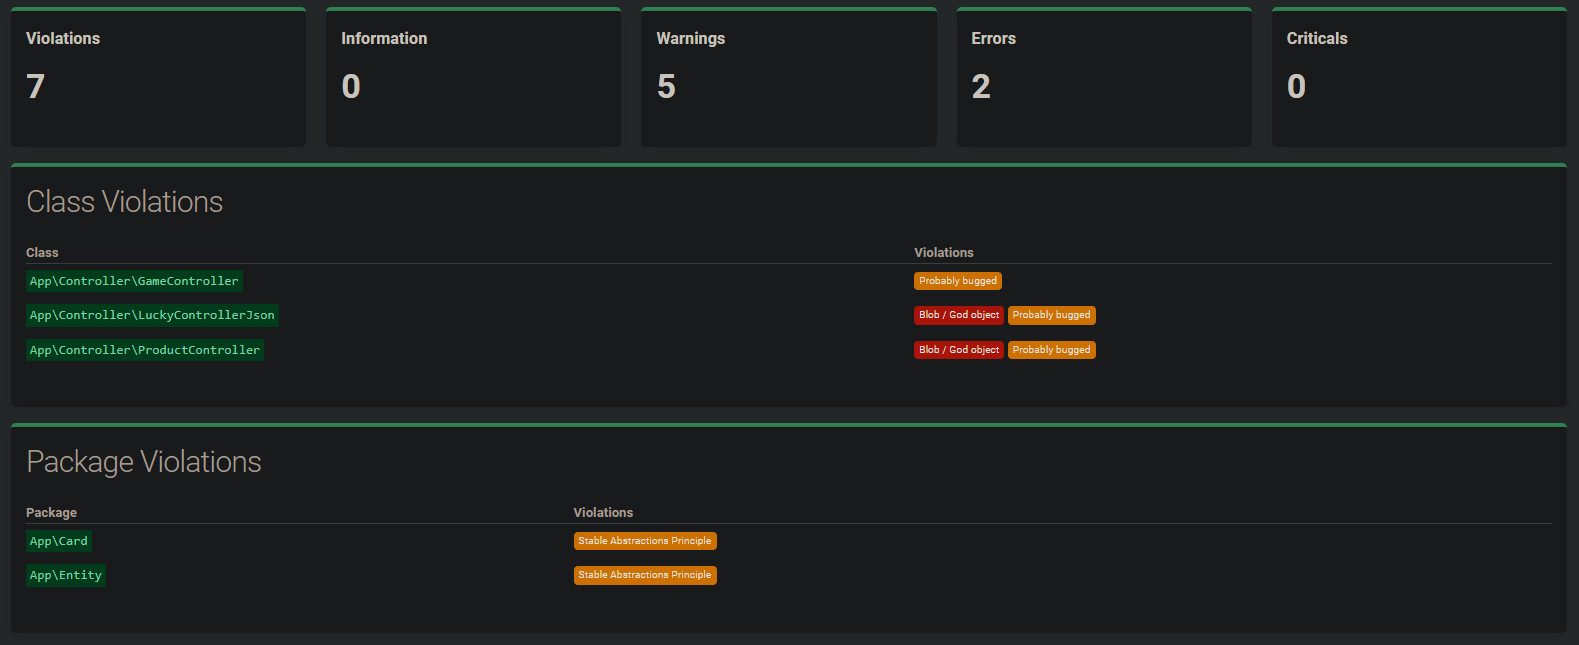 Violations Information Warnings Errors Criticals
7 0 5 2 0
Class Violations
Class Violations
App\Controller\GameController Probably bugged
App\Controller\LuckyControllerJson Blob / God object Probably bugged
App\Controller\ProductController Blob / God object Probably bugged
Package Violations
Package Violations
App\Card Stable Abstractions Principle
App\Entity Stable Abstractions Principle